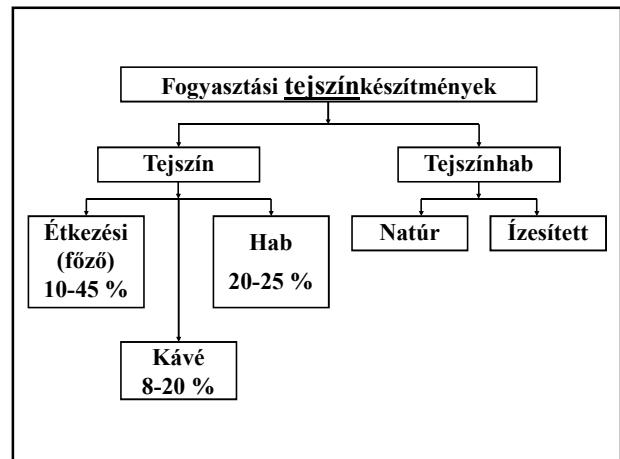 Fogyasztási tejszínkészítmények
Tejszín
Tejszínhab
Étkezési
(főző)
10-45 %
Hab
20-25 %
Natúr
Ízesített
Kávé
8-20 %